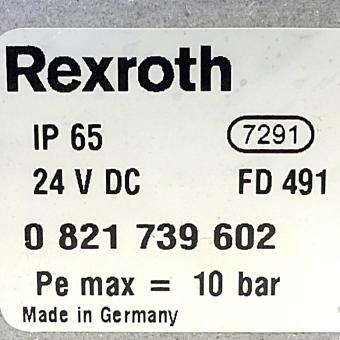 Rexroth
IP 65 7291
24 V DC FD 491
0 821 739 602
Pe max = 10 bar
Made in Germany